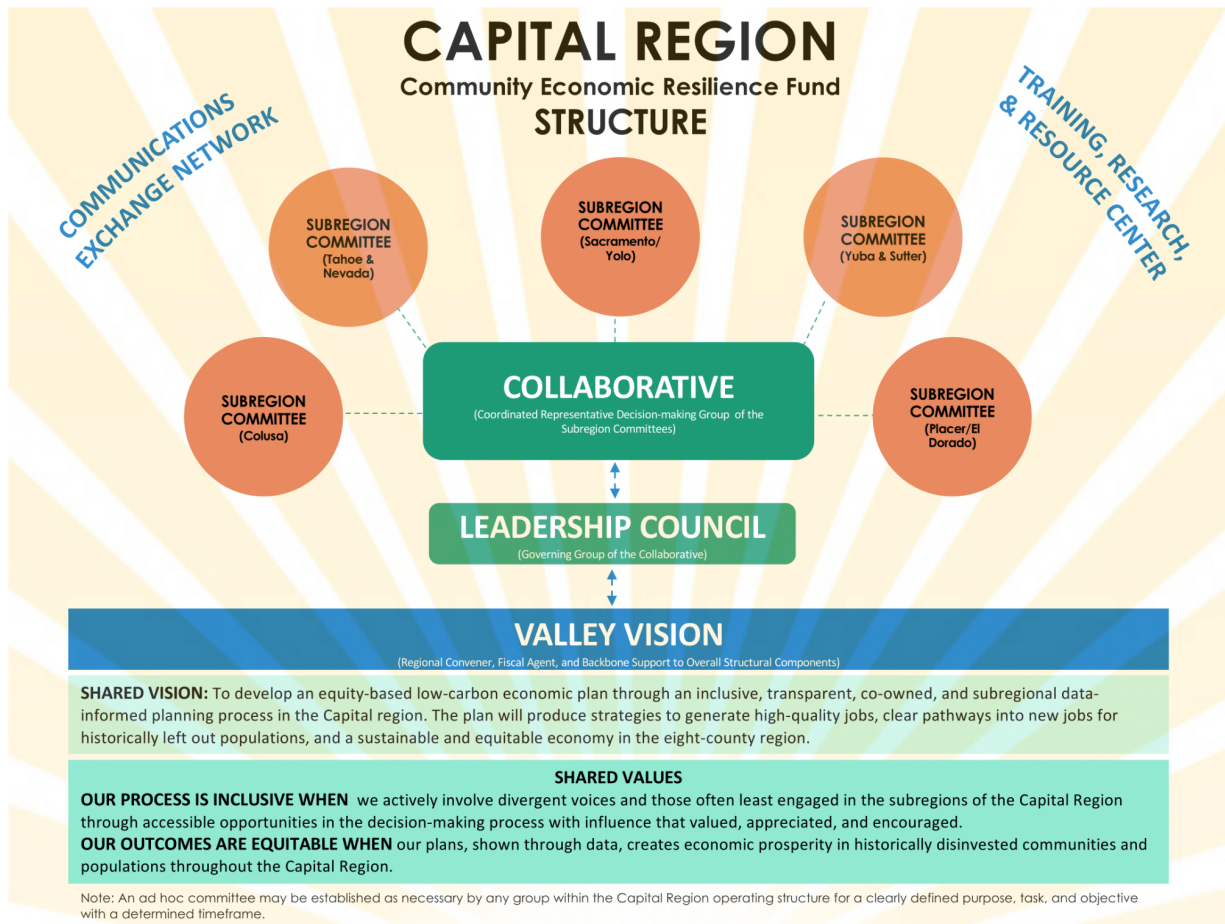 CAPITAL REGION
Community Economic Resilience Fund
STRUCTURE
COMMUNICATIONS
EXCHANGE NETWORK
TRAINING, RESEARCH,
& RESOURCE CENTER
SUBREGION
COMMITTEE
(Tahoe &
Nevada)
SUBREGION
COMMITTEE
(Sacramento/
Yolo)
SUBREGION
COMMITTEE
(Yuba & Sutter)
SUBREGION
COMMITTEE
(Colusa)
COLLABORATIVE
(Coordinated Representative Decision-making Group of the
Subregion Committees)
SUBREGION
COMMITTEE
(Placer/El
Dorado)
LEADERSHIP COUNCIL
(Governing Group of the Collaborative)
VALLEY VISION
(Regional Convener, Fiscal Agent, and Backbone Support to Overall Structural Components)
SHARED VISION: To develop an equity-based low-carbon economic plan through an inclusive, transparent, co-owned, and subregional data-
informed planning process in the Capital region. The plan will produce strategies to generate high-quality jobs, clear pathways into new jobs for
historically left out populations, and a sustainable and equitable economy in the eight-county region.
SHARED VALUES
OUR PROCESS IS INCLUSIVE WHEN we actively involve divergent voices and those often least engaged in the subregions of the Capital Region
through accessible opportunities in the decision-making process with influence that valued, appreciated, and encouraged.
OUR OUTCOMES ARE EQUITABLE WHEN our plans, shown through data, creates economic prosperity in historically disinvested communities and
populations throughout the Capital Region.
Note: An ad hoc committee may be established as necessary by any group within the Capital Region operating structure for a clearly defined purpose, task, and objective
with a determined timeframe.